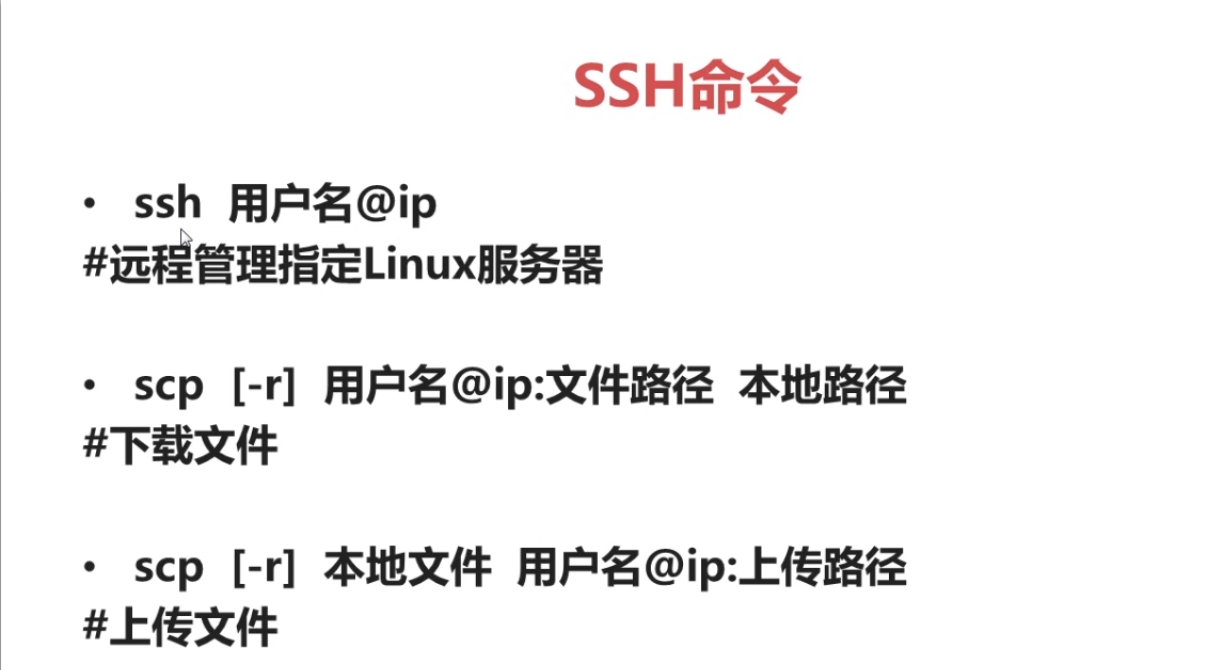 SSH命令
• ssh 用户名@ip
#远程管理指定Linux服务器
• scp [-r] 用户名@ip:文件路径 本地路径
#下载文件
• scp [-r] 本地文件 用户名@ip:上传路径
#上传文件